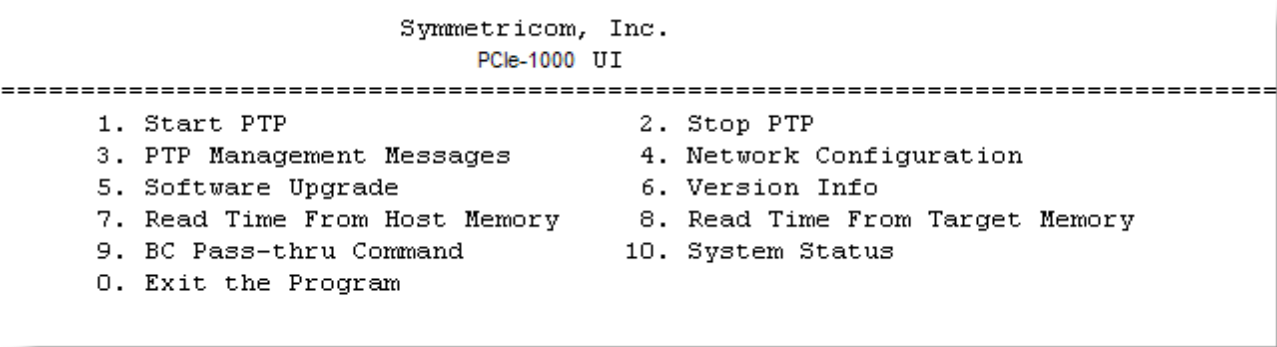 Symmetricom, Inc.
PCIe-1000 UI
================================================================================
1. Start PTP 2. Stop PTP
3. PTP Management Messages 4. Network Configuration
5. Software Upgrade 6. Version Info
7. Read Time From Host Memory 8. Read Time From Target Memory
9. BC Pass-thru Command 10. System Status
0. Exit the Program